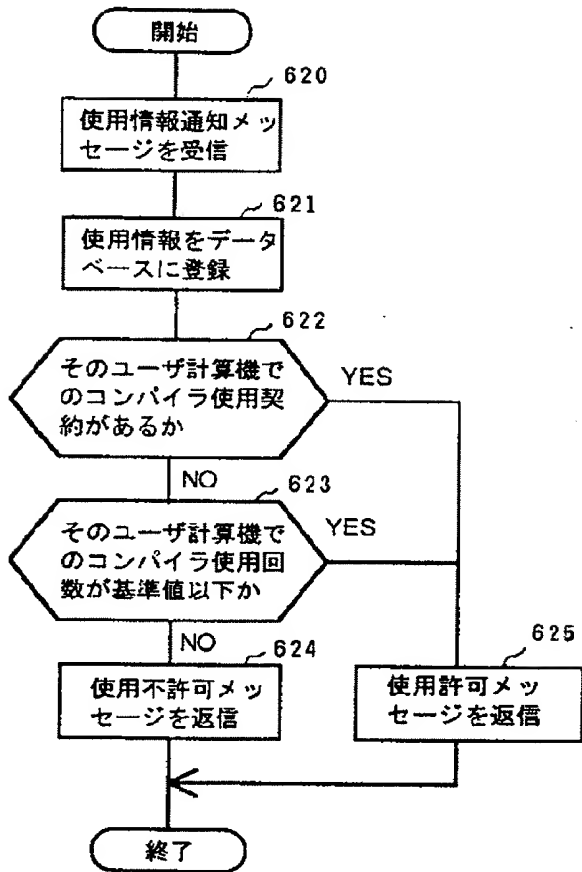 開始
620
使用情報通知メッ
セージを受信
621
使用情報をデータ
ベースに登録
622
そのユーザ計算機で
のコンパイラ使用契
約があるか
YES
NO
623
そのユーザ計算機で
のコンパイラ使用回
数が基準値以下か
YES
NO
624
使用不許可メッ
セージを返信
625
使用許可メッ
セージを返信
終了